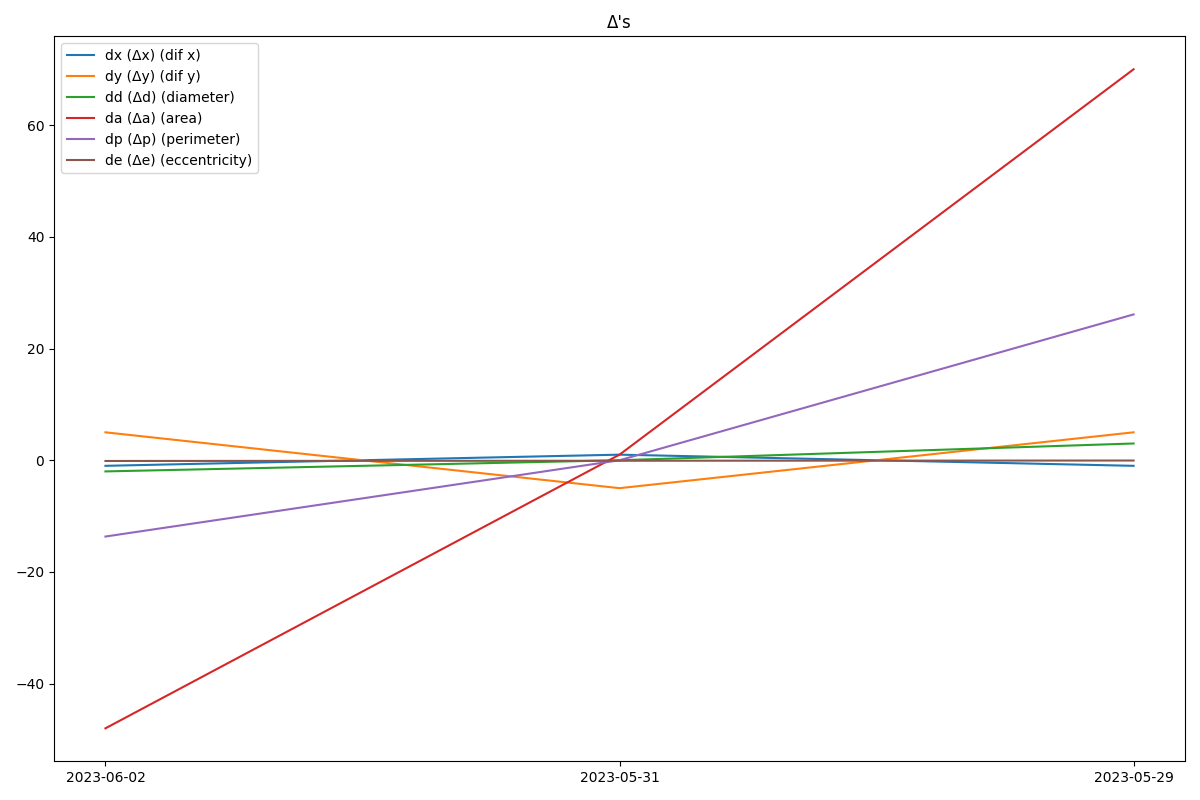 Δ's
dx (Δx) (dif x)
dy (Δy) (dif y)
dd (Δd) (diameter)
da (Δa) (area)
dp (Δp) (perimeter)
de (Δe) (eccentricity)
60
40
20
0
−20
−40
2023-06-02 2023-05-31 2023-05-29